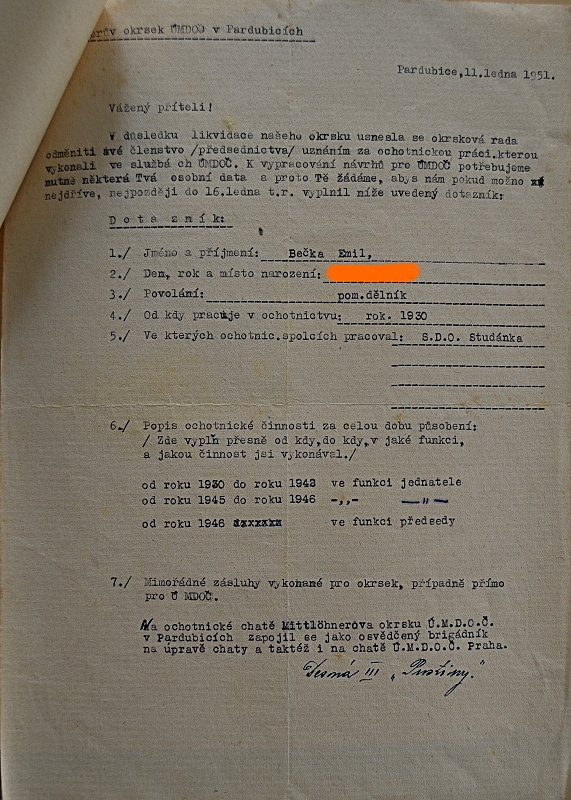 okrsek ÚMDOČ v Pardubicích
Pardubice,11.ledna 1951.
Vážený příteli!
V důsledku likvidace našeho okrsku usnesla se okrsková rada
odměniti své členstvo /předsednictva/ uznáním za ochotnickou práci.kterou
vykonali ve službá ch ÚMDOČ. K vypracování návrhů pro ÚMDOČ potřebujeme
nutně některá Tvá osobní data a proto Tě žádáme, abys nám pokud možno
nejdříve, nejpozději do 16.ledna t.r. vyplnil níže uvedený dotazník:
D o t a z ník:
1./ Jméno a příjmení: Bečka Emil,
2./ Den, rok a místo narození:
3./ Povolání: pom.dělník
4./ Od kdy pracuje v ochotnictvu: rok. 1930
5./ Ve kterých ochotnic.spolcích pracoval: S.D.O. Studánka
6./ Popis ochotnické činnosti za celou dobu působení:
/ Zde vyplň přesně od kdy,do kdy,v jaké funkci,
a jakou činnost jsi vykonával./
od roku 1930 do roku 1943 ve funkci jednatele
od roku 1945 do roku 1946 -,,- —"—
od roku 1946 xxxxxxx ve funkci předsedy
7./ Mimořádné zásluhy vykonané pro okrsek, případně přímo
pro Ú MDOČ.
Na ochotnické chatě Mittlöhnerova okrsku Ú.M.D.O.Č.
v Pardubicích zapojil se jako osvědčený brigádník
na úpravě chaty a taktéž i na chatě Ú.M.D.O.Č. Praha.
Desná III